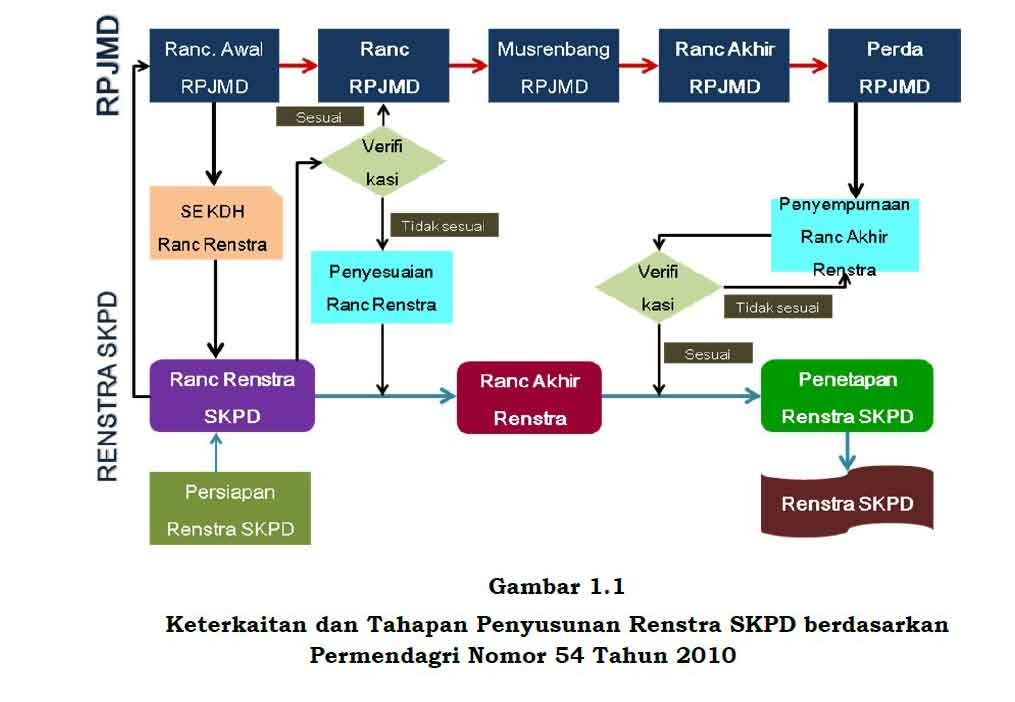 RPJMD
Ranc. Awal
RPJMD
Ranc
RPJMD
Musrenbang
RPJMD
Ranc Akhir
RPJMD
Perda
RPJMD
Sesuai
Verifi
kasi
SE KDH
Ranc Renstra
Tidak sesuai
Penyesuaian
Ranc Renstra
Penyempurnaan
Ranc Akhir
Renstra
Verifi
kasi
Tidak sesuai
Sesuai
RENSTRA SKPD
Ranc Renstra
SKPD
Ranc Akhir
Renstra
Penetapan
Renstra SKPD
Persiapan
Renstra SKPD
Renstra SKPD
Gambar 1.1
Keterkaitan dan Tahapan Penyusunan Renstra SKPD berdasarkan
Permendagri Nomor 54 Tahun 2010